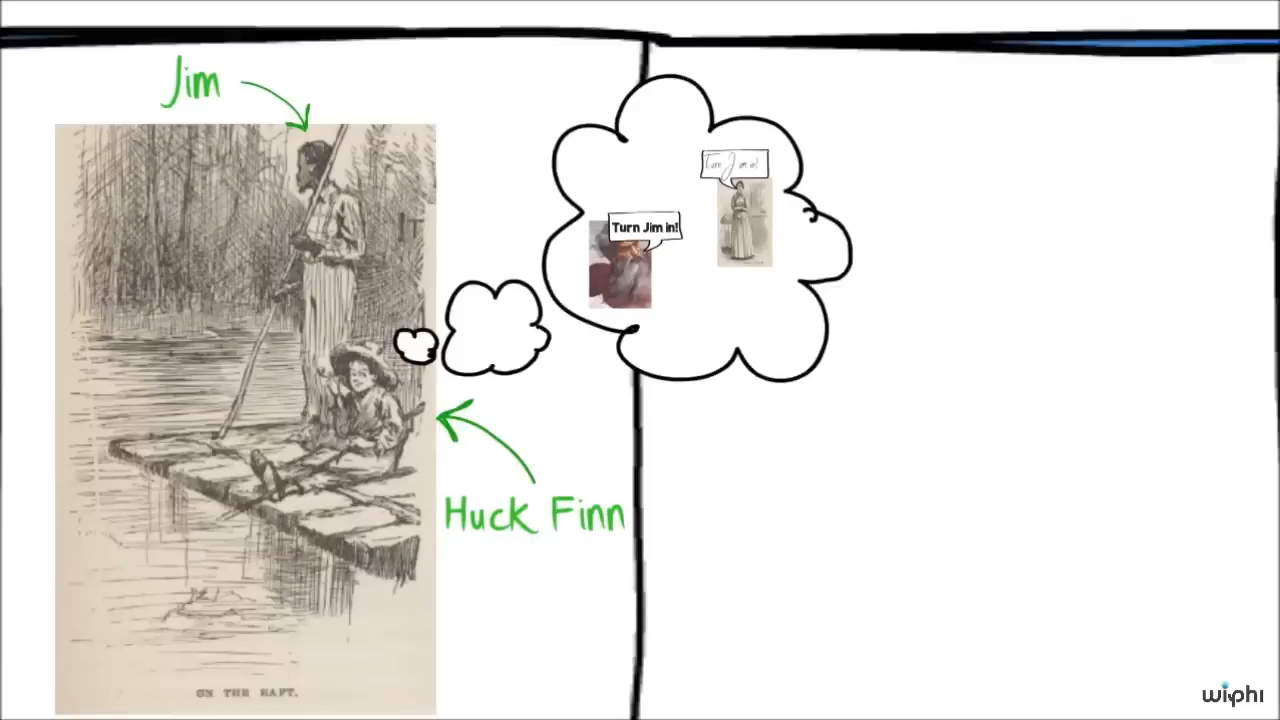 Jim
Turn Jim in!
Turn Jim in!
Huck Finn
ON THE RAFT.
wiphi